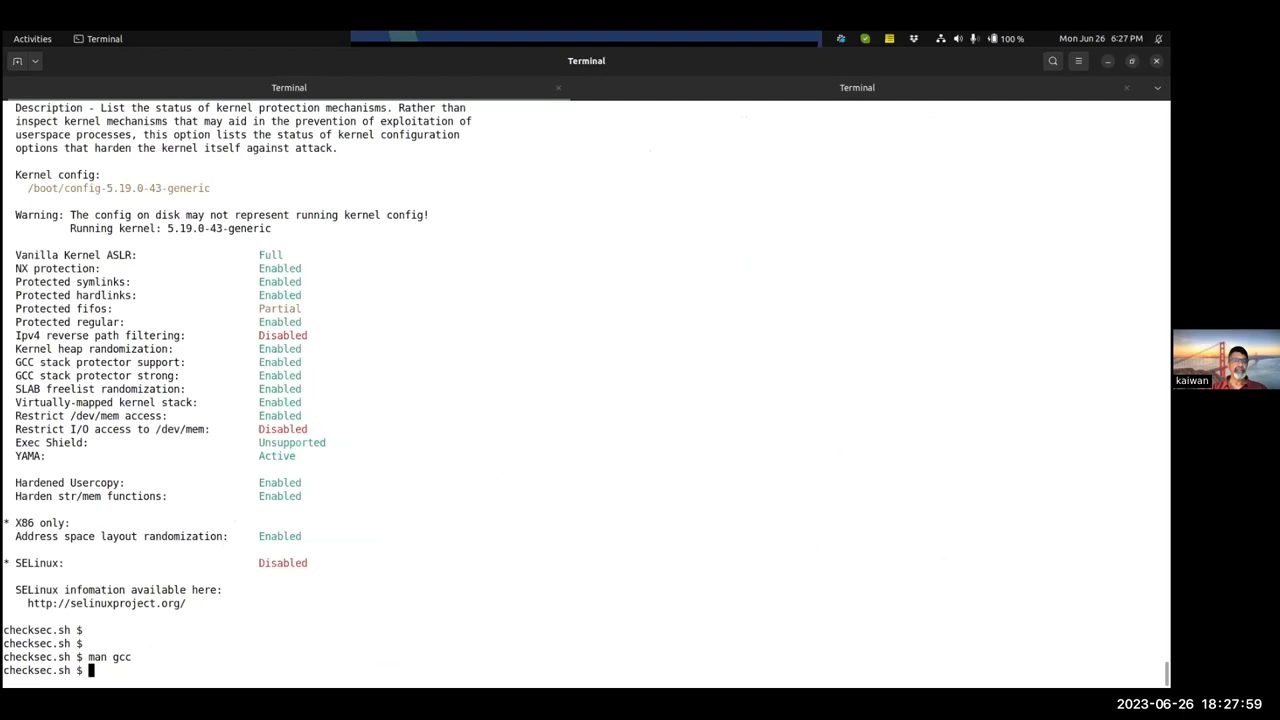 Activities
Terminal
100 %
Mon Jun 26 6:27 PM
Terminal
Terminal
Terminal
Description - List the status of kernel protection mechanisms. Rather than
inspect kernel mechanisms that may aid in the prevention of exploitation of
userspace processes, this option lists the status of kernel configuration
options that harden the kernel itself against attack.
Kernel config:
/boot/config-5.19.0-43-generic
Warning: The config on disk may not represent running kernel config!
Running kernel: 5.19.0-43-generic
Vanilla Kernel ASLR: Full
NX protection: Enabled
Protected symlinks: Enabled
Protected hardlinks: Enabled
Protected fifos: Partial
Protected regular: Enabled
Ipv4 reverse path filtering: Disabled
Kernel heap randomization: Enabled
GCC stack protector support: Enabled
GCC stack protector strong: Enabled
SLAB freelist randomization: Enabled
Virtually-mapped kernel stack: Enabled
Restrict /dev/mem access: Enabled
Restrict I/O access to /dev/mem: Disabled
Exec Shield: Unsupported
YAMA: Active
Hardened Usercopy: Enabled
Harden str/mem functions: Enabled
* X86 only:
Address space layout randomization: Enabled
* SELinux: Disabled
SELinux infomation available here:
http://selinuxproject.org/
checksec.sh $
checksec.sh $
checksec.sh $ man gcc
checksec.sh $
kaiwan
2023-06-26 18:27:59